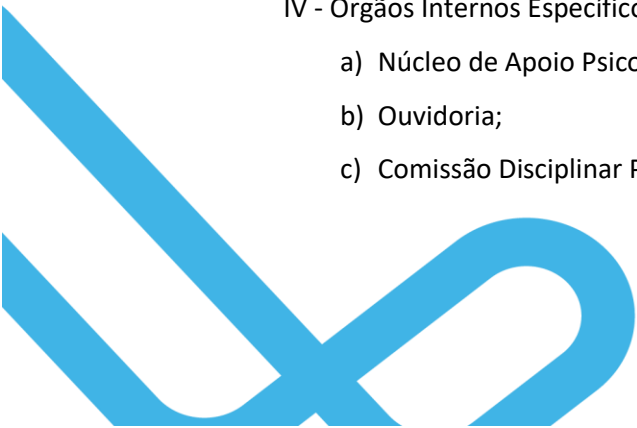 IV - Órgãos Internos Específico
a) Núcleo de Apoio Psico
b) Ouvidoria;
c) Comissão Disciplinar P